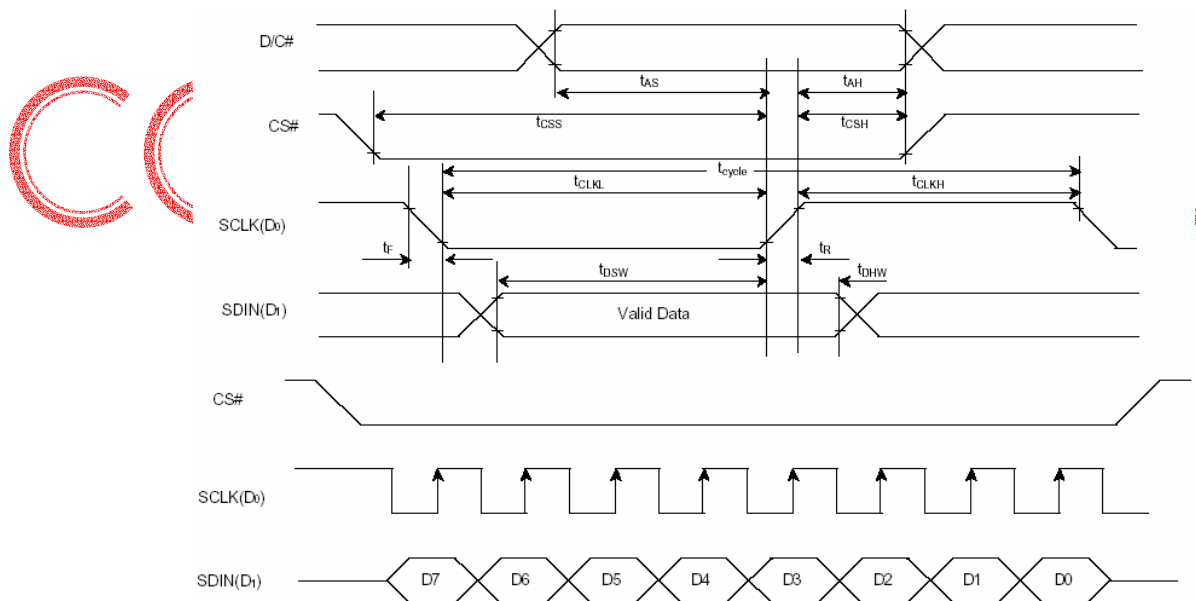 D/C#
tAS
tAH
CS#
tCSS
tCSH
tcycle
tCLKL
tCLKH
SCLK(D0)
tF
tR
tDSW
tDHW
SDIN(D1)
Valid Data
CS#
SCLK(D0)
SDIN(D1)
D7 D6 D5 D4 D3 D2 D1 D0